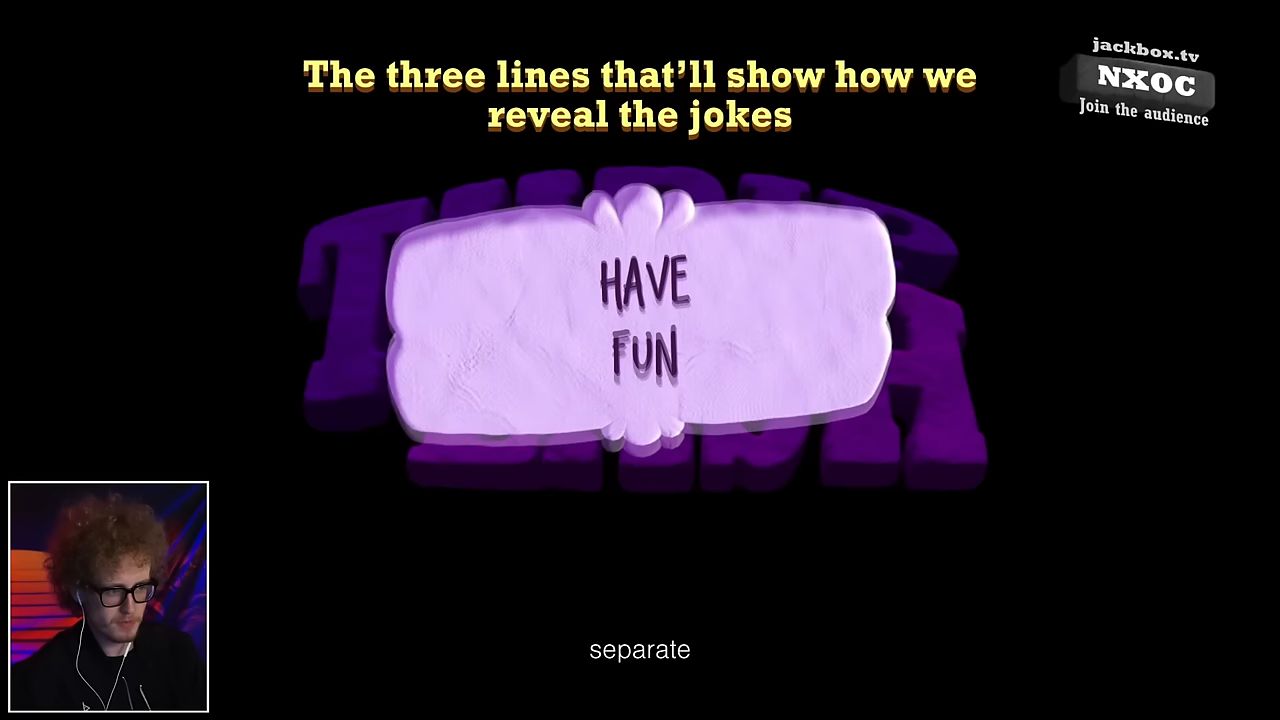 jackbox.tv
NXOC
Join the audience
The three lines that'll show how we
reveal the jokes
HAVE
FUN
separate